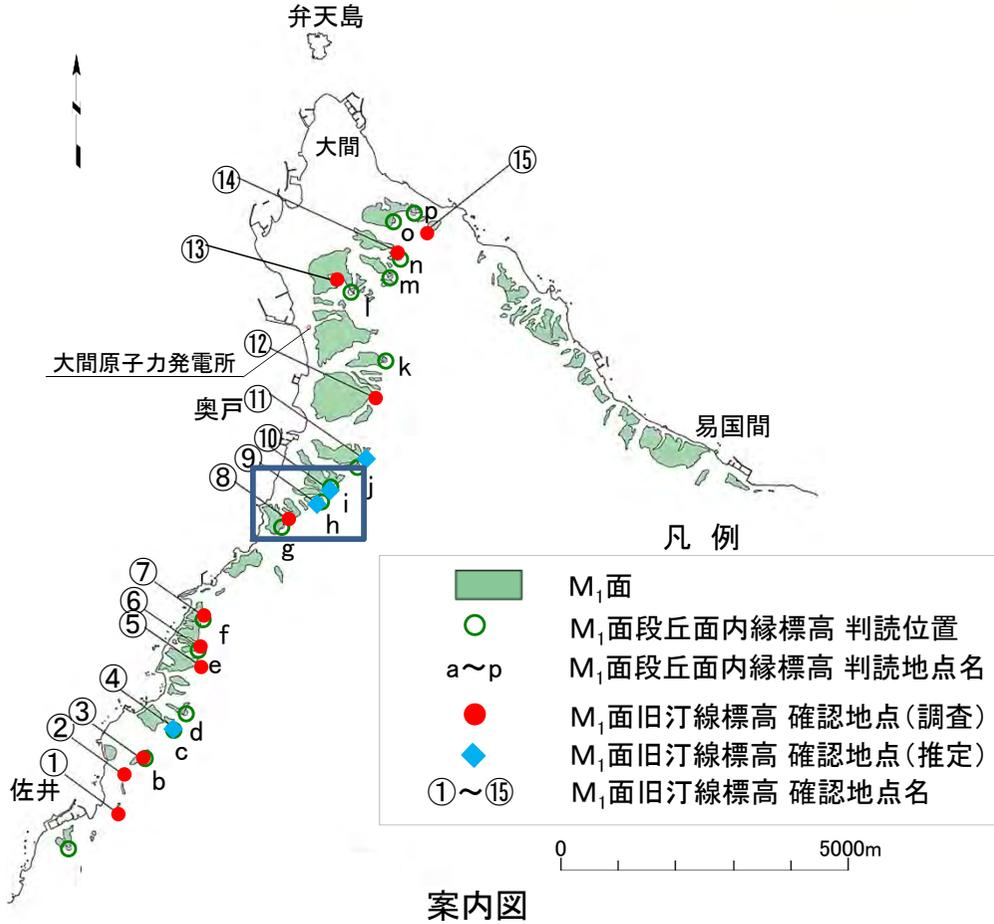 弁天島
大間
⑮
⑭
p
o
⑬
n
m
l
⑫
大間原子力発電所
k
奥戸
⑪
易国間
⑩
⑨
j
⑧
i
h
g
凡 例
M₁面
⑦
M₁面段丘面内縁標高 判読位置
⑥
⑤
f
e
a～p
M₁面段丘面内縁標高 判読地点名
④
M₁面旧汀線標高 確認地点(調査)
③
②
d
c
M₁面旧汀線標高 確認地点(推定)
①
b
佐井
①～⑮
M₁面旧汀線標高 確認地点名
0
5000m
案内図